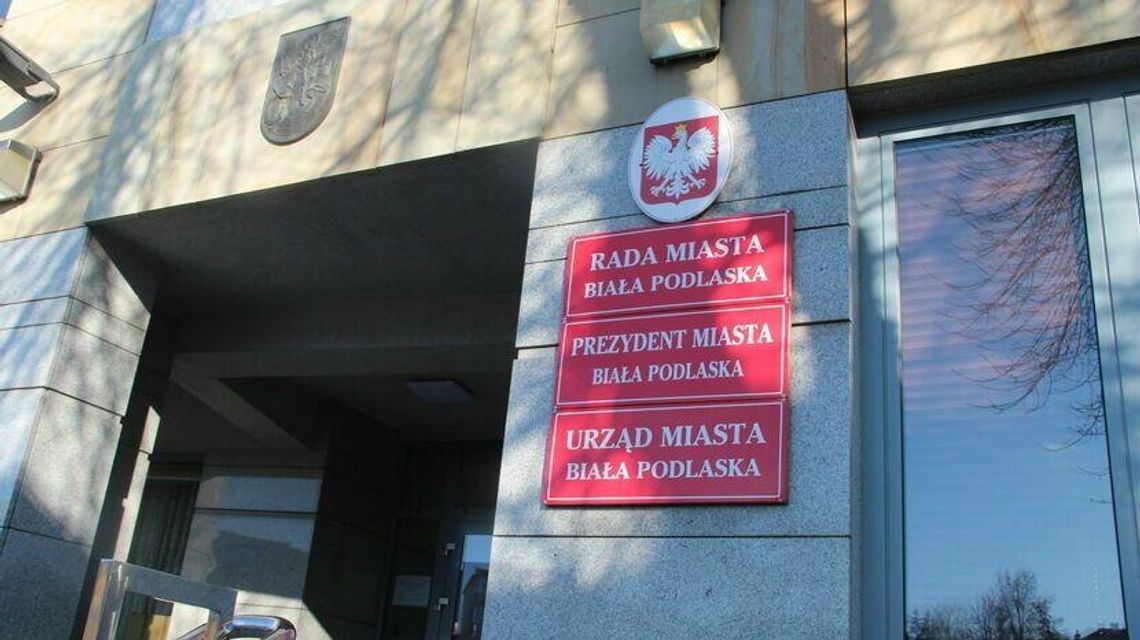 RADA MIASTA
BIAŁA PODLASKA
PREZYDENT MIASTA
BIAŁA PODLASKA
URZĄD MIASTA
BIAŁA PODLASKA